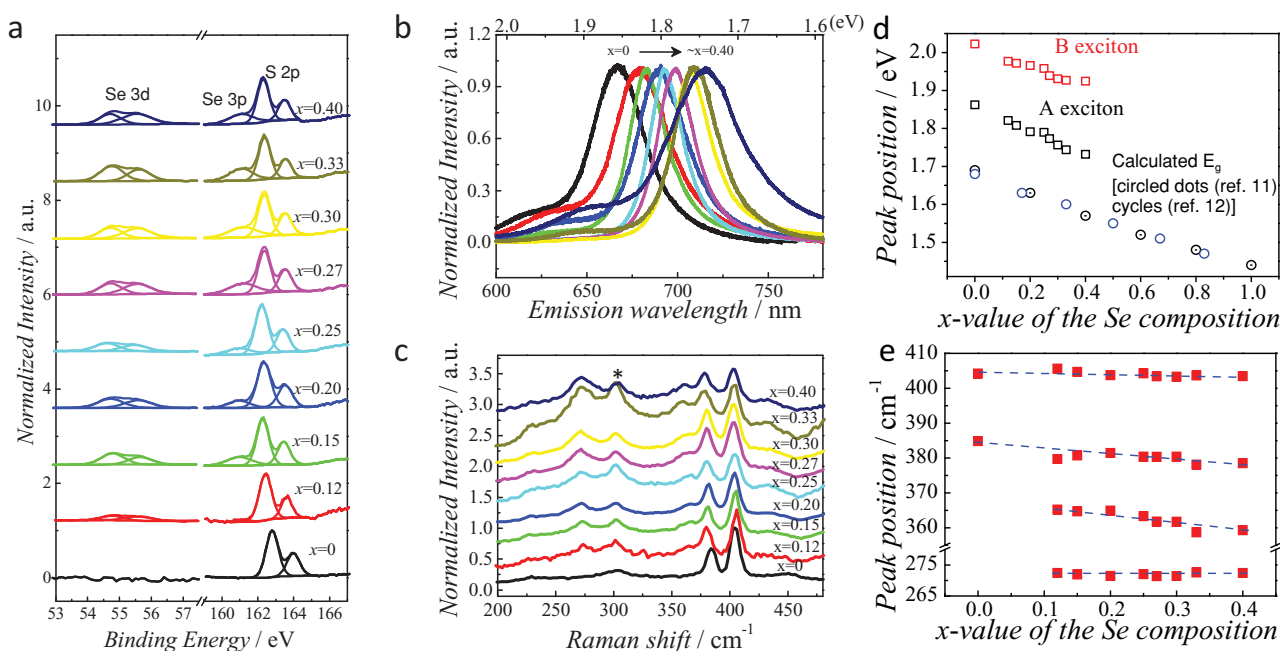 a
Se 3d
Se 3p
S 2p
x=0.40
x=0.33
x=0.30
x=0.27
x=0.25
x=0.20
x=0.15
x=0.12
x=0
10
8
6
4
2
0
Normalized Intensity / a.u.
53 54 55 56 57 160 162 164 166
Binding Energy / eV
b
2.0 1.9 1.8 1.7 1.6 (eV)
x=0 ~x=0.40
1.2
0.9
0.6
0.3
0.0
Normalized Intensity / a.u.
600 650 700 750
Emission wavelength / nm
c
*
x=0.40
x=0.33
x=0.30
x=0.27
x=0.25
x=0.20
x=0.15
x=0.12
x=0
3.5
3.0
2.5
2.0
1.5
1.0
0.5
0.0
Normalized Intensity / a.u.
200 250 300 350 400 450
Raman shift / cm⁻¹
d
B exciton
A exciton
Calculated Eg
[circled dots (ref. 11)
cycles (ref. 12)]
2.0
1.9
1.8
1.7
1.6
1.5
1.4
Peak position / eV
0.0 0.2 0.4 0.6 0.8 1.0
x-value of the Se composition
e
410
405
400
390
380
370
360
275
265
Peak position / cm⁻¹
0.0 0.1 0.2 0.3 0.4
x-value of the Se composition